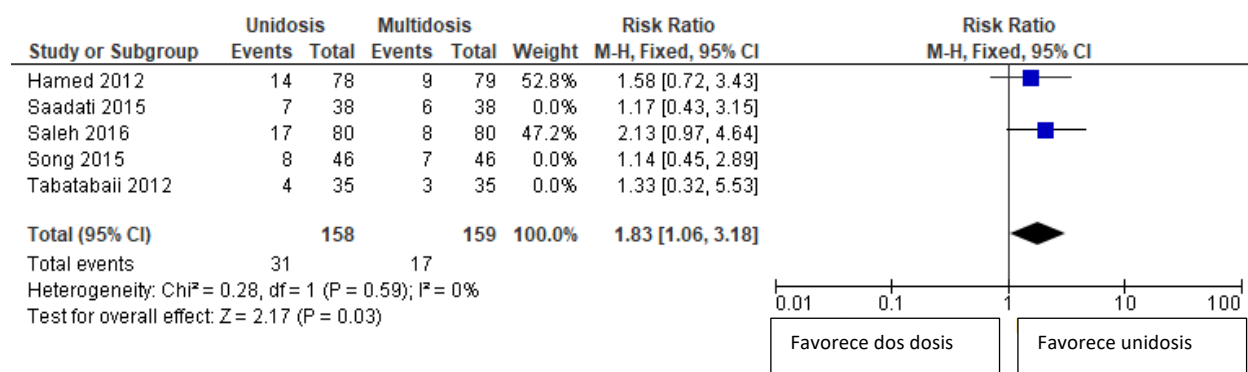 Unidosis Multidosis Risk Ratio Risk Ratio
Study or Subgroup Events Total Events Total Weight M-H, Fixed, 95% CI M-H, Fixed, 95% CI
Hamed 2012 14 78 9 79 52.8% 1.58 [0.72, 3.43]
Saadati 2015 7 38 6 38 0.0% 1.17 [0.43, 3.15]
Saleh 2016 17 80 8 80 47.2% 2.13 [0.97, 4.64]
Song 2015 8 46 7 46 0.0% 1.14 [0.45, 2.89]
Tabatabaii 2012 4 35 3 35 0.0% 1.33 [0.32, 5.53]
Total (95% CI) 158 159 100.0% 1.83 [1.06, 3.18]
Total events 31 17
Heterogeneity: Chi² = 0.28, df = 1 (P = 0.59); I² = 0%
Test for overall effect: Z = 2.17 (P = 0.03)
0.01 0.1 1 10 100
Favorece dos dosis Favorece unidosis